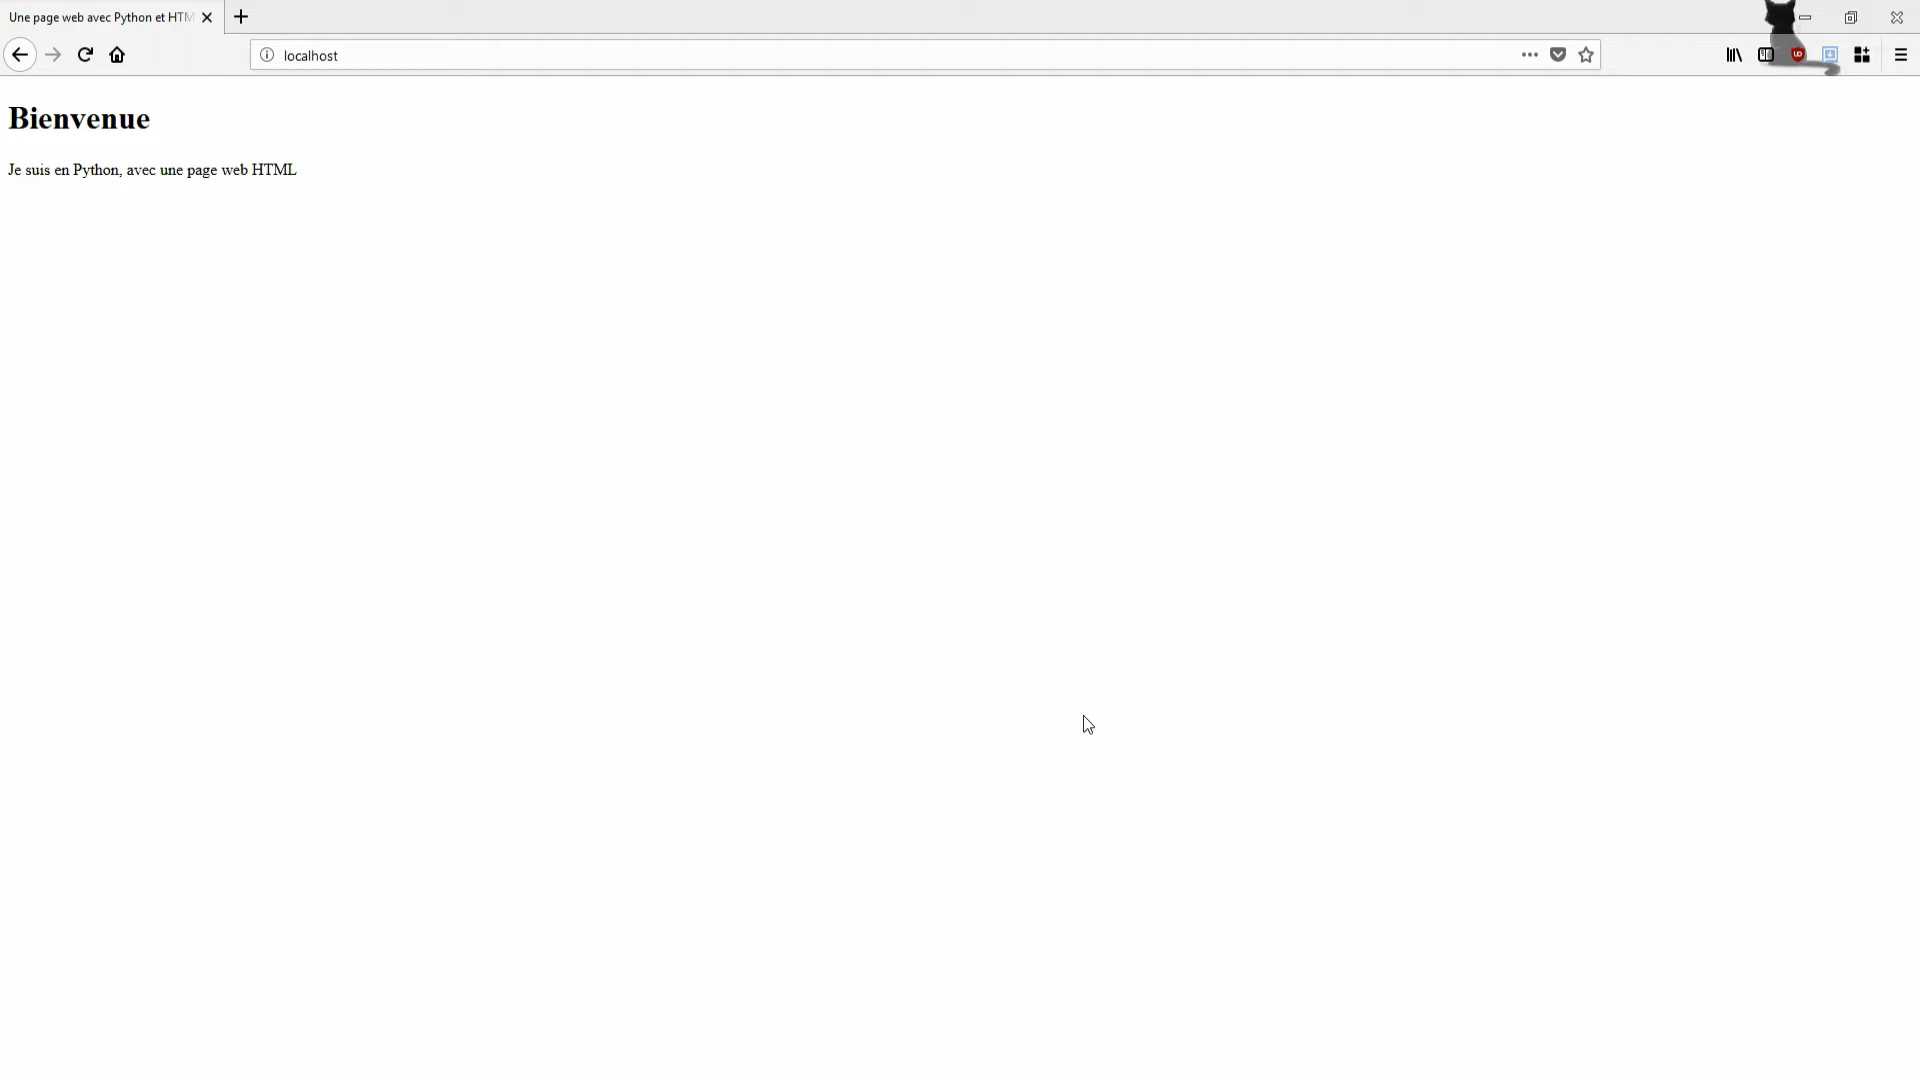 Une page web avec Python et HTM
localhost
Bienvenue
Je suis en Python, avec une page web HTML